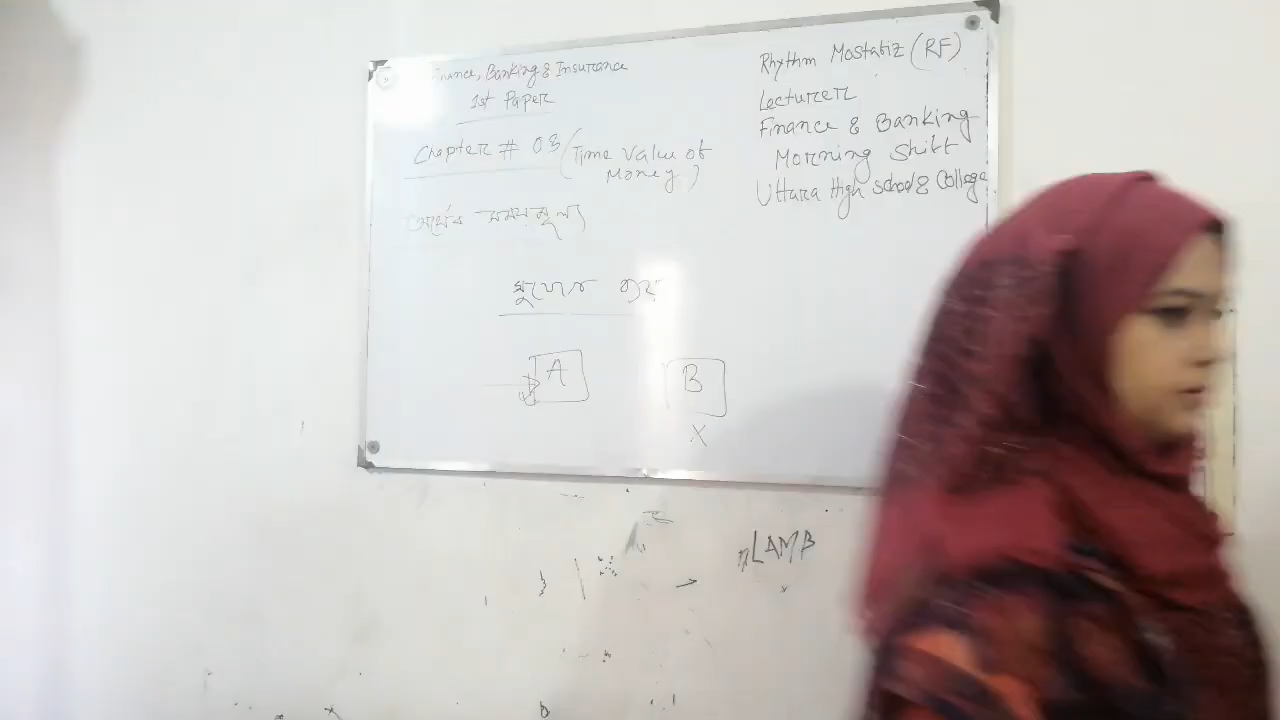 Finance, Banking & Insurance
1st Paper
Chapter # 03 (Time Value of
Money)
অর্থের সময়মূল্য
সুযোগ ব্যয়
A
B
X
Rhythm Mostafiz (RF)
Lecturer
Finance & Banking
Morning Shift
Uttara High School & College
LAMB